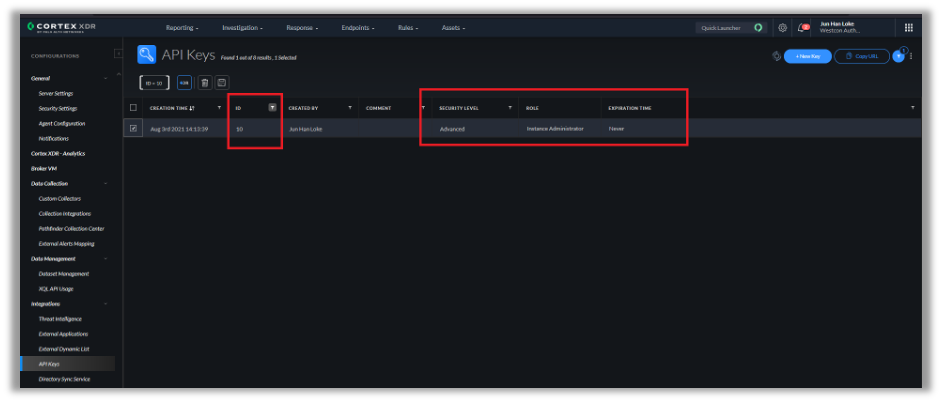 CORTEX XDR
BY PALO ALTO NETWORKS
Reporting
Investigation
Response
Endpoints
Rules
Assets
Quick Launcher
Jun Han Loke
Westcon Auth...
CONFIGURATIONS
API Keys
Found 1 out of 8 results, 1 Selected
+ New Key
Copy URL
General
Server Settings
Security Settings
Agent Configuration
Notifications
Cortex XDR - Analytics
Broker VM
Data Collection
Custom Collectors
Collection Integrations
Pathfinder Collection Center
External Alerts Mapping
Data Management
Dataset Management
XQL API Usage
Integrations
Threat Intelligence
External Applications
External Dynamic List
API Keys
Directory Sync Service
ID = 10
CREATION TIME
ID
CREATED BY
COMMENT
SECURITY LEVEL
ROLE
EXPIRATION TIME
Aug 3rd 2021 14:13:39
10
Jun Han Loke
Advanced
Instance Administrator
Never